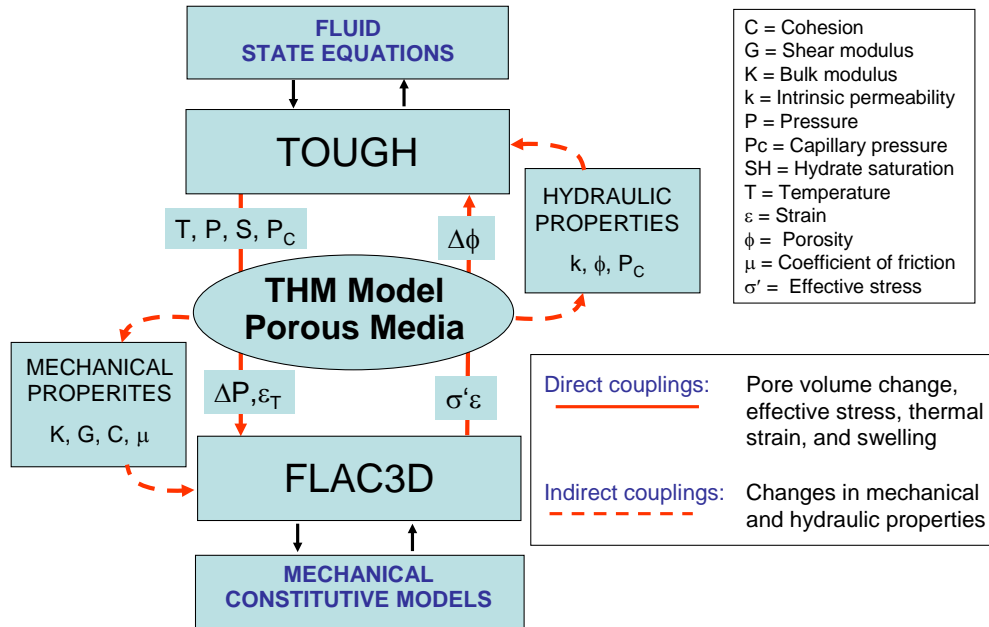 FLUID
STATE EQUATIONS
TOUGH
T, P, S, P_C
Δϕ
HYDRAULIC
PROPERTIES
k, ϕ, P_C
THM Model
Porous Media
MECHANICAL
PROPERITES
K, G, C, μ
ΔP,ε_T
σ‘ε
FLAC3D
MECHANICAL
CONSTITUTIVE MODELS
C = Cohesion
G = Shear modulus
K = Bulk modulus
k = Intrinsic permeability
P = Pressure
Pc = Capillary pressure
SH = Hydrate saturation
T = Temperature
ε = Strain
ϕ = Porosity
μ = Coefficient of friction
σ′ = Effective stress
Direct couplings: Pore volume change,
effective stress, thermal
strain, and swelling
Indirect couplings: Changes in mechanical
and hydraulic properties